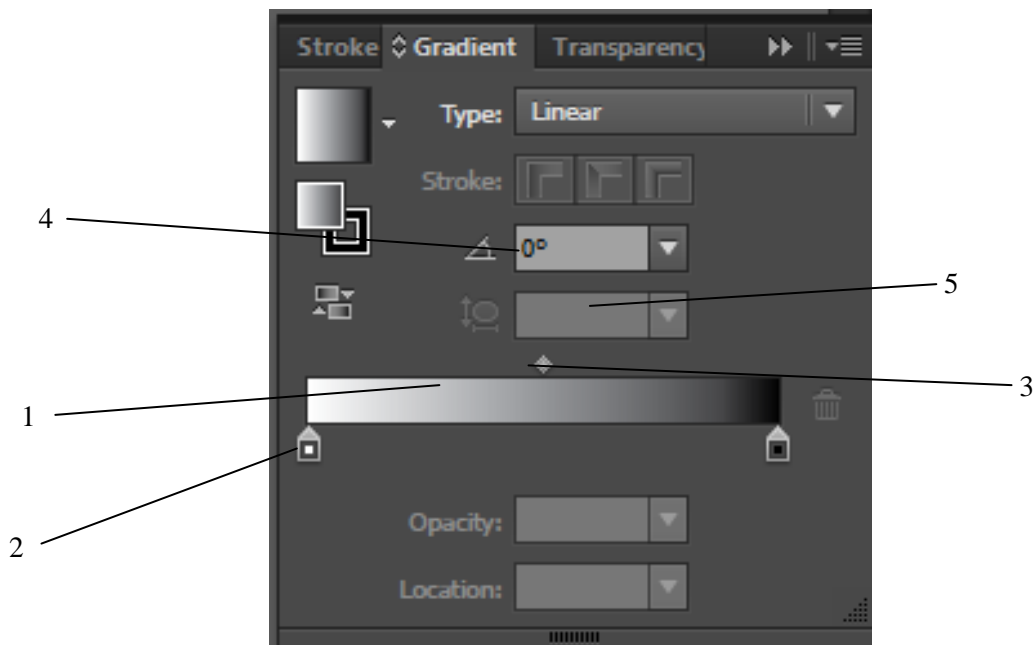 Stroke Gradient Transparency
Type: Linear
Stroke:
4
0°
5
3
1
2
Opacity:
Location: